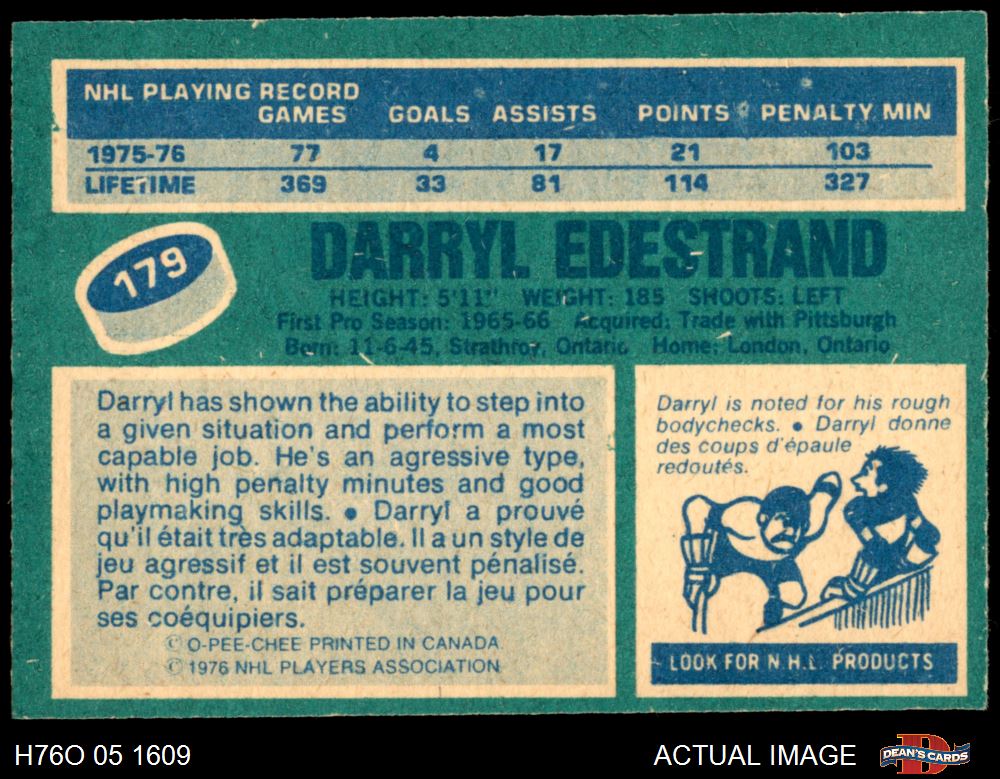 NHL PLAYING RECORD
GAMES GOALS ASSISTS POINTS PENALTY MIN
1975-76 77 4 17 21 103
LIFETIME 369 33 81 114 327
179
DARRYL EDESTRAND
HEIGHT: 5'11" WEIGHT: 185 SHOOTS: LEFT
First Pro Season: 1965-66 Acquired: Trade with Pittsburgh
Born: 11-6-45, Strathroy, Ontario Home: London, Ontario
Darryl has shown the ability to step into
a given situation and perform a most
capable job. He's an agressive type,
with high penalty minutes and good
playmaking skills. ● Darryl a prouvé
qu'il était très adaptable. Il a un style de
jeu agressif et il est souvent pénalisé.
Par contre, il sait préparer la jeu pour
ses coéquipiers.
© O-PEE-CHEE PRINTED IN CANADA
© 1976 NHL PLAYERS ASSOCIATION
Darryl is noted for his rough
bodychecks. ● Darryl donne
des coups d'épaule
redoutés.
LOOK FOR N.H.L. PRODUCTS
H76O 05 1609
ACTUAL IMAGE
DEAN'S CARDS